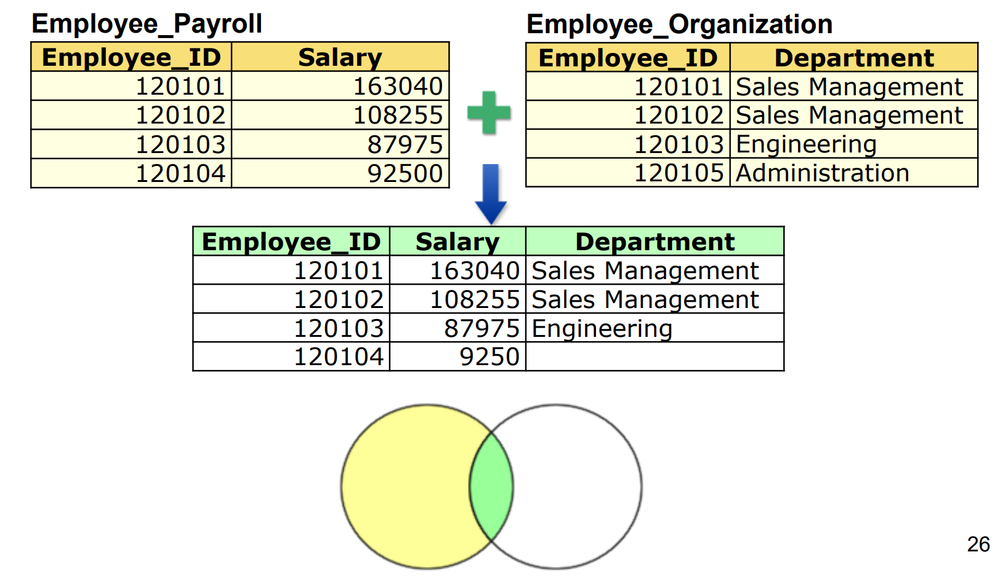 Employee_Payroll
Employee_ID Salary
120101 163040
120102 108255
120103 87975
120104 92500
Employee_Organization
Employee_ID Department
120101 Sales Management
120102 Sales Management
120103 Engineering
120105 Administration
Employee_ID Salary Department
120101 163040 Sales Management
120102 108255 Sales Management
120103 87975 Engineering
120104 9250
26